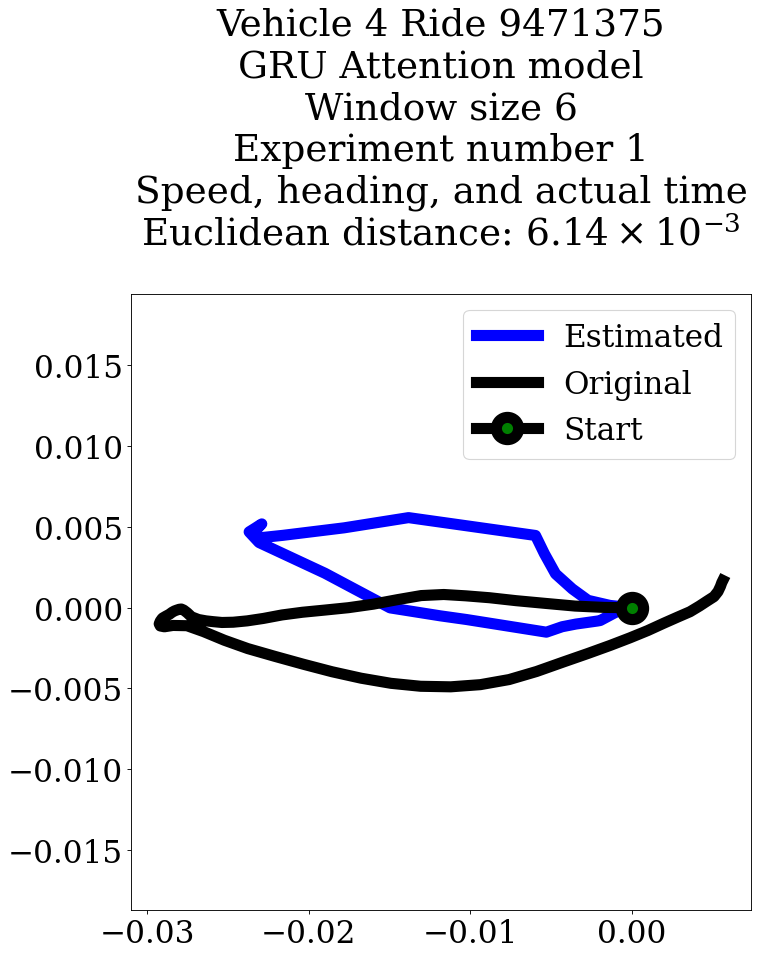 Vehicle 4 Ride 9471375
GRU Attention model
Window size 6
Experiment number 1
Speed, heading, and actual time
Euclidean distance: 6.14 × 10⁻³
Estimated
Original
Start
0.015
0.010
0.005
0.000
−0.005
−0.010
−0.015
−0.03 −0.02 −0.01 0.00